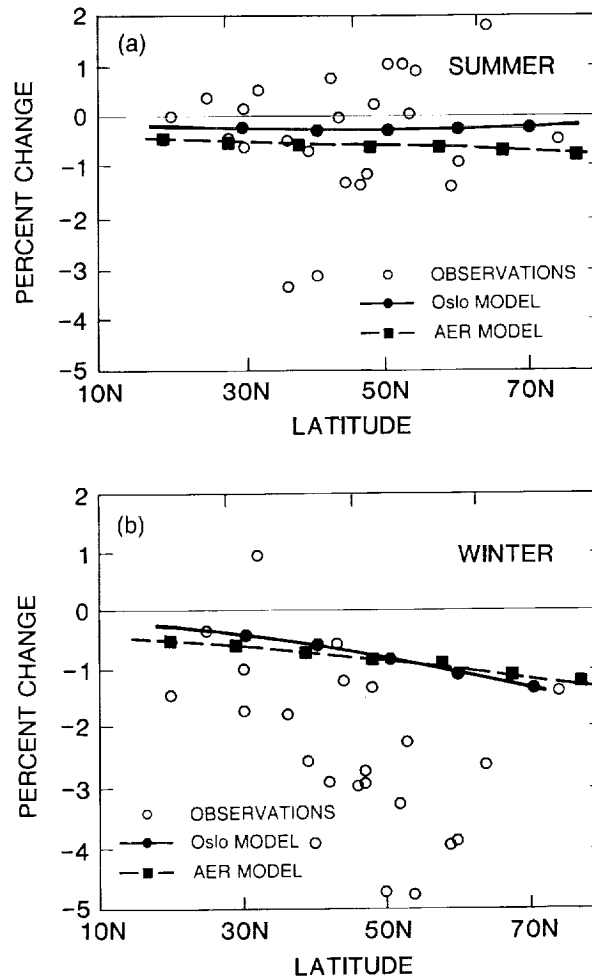 (a)
SUMMER
2
1
0
-1
-2
-3
-4
-5
PERCENT CHANGE
OBSERVATIONS
Oslo MODEL
AER MODEL
10N 30N 50N 70N
LATITUDE
(b)
WINTER
2
1
0
-1
-2
-3
-4
-5
PERCENT CHANGE
OBSERVATIONS
Oslo MODEL
AER MODEL
10N 30N 50N 70N
LATITUDE